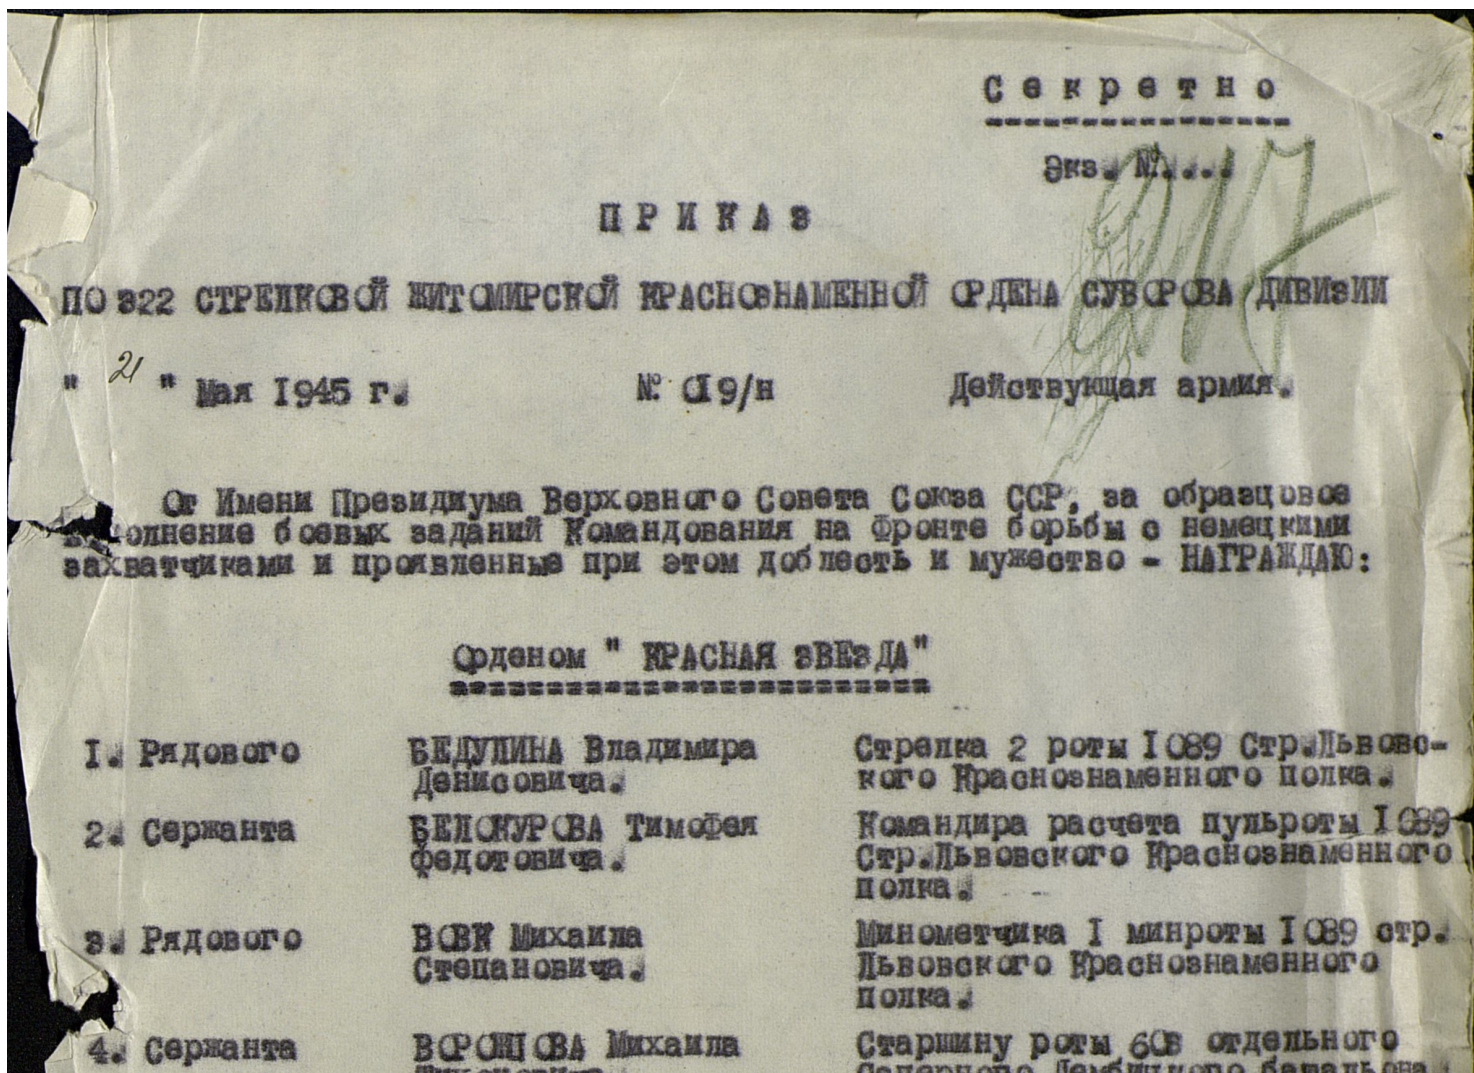 Секретно
Экз. №....
217
ПРИКАЗ
ПО 322 СТРЕЛКОВОЙ ЖИТОМИРСКОЙ КРАСНОЗНАМЕННОЙ ОРДЕНА СУВОРОВА ДИВИЗИИ
" 21 " Мая 1945 г. № 019/н Действующая армия.
От Имени Президиума Верховного Совета Союза ССР, за образцовое
выполнение боевых заданий Командования на Фронте борьбы с немецкими
захватчиками и проявленные при этом доблесть и мужество - НАГРАЖДАЮ:
Орденом " КРАСНАЯ ЗВЕЗДА"
1. Рядового БЕДУЛИНА Владимира Стрелка 2 роты 1089 Стр.Львовс-
Денисовича. кого Краснознаменного полка.
2. Сержанта БЕЛОКУРОВА Тимофея Командира расчета пульроты 1089
Федотовича. Стр.Львовского Краснознаменного
полка.
3. Рядового ВОВК Михаила Минометчика 1 минроты 1089 стр.
Степановича. Львовского Краснознаменного
полка.
4. Сержанта Михаила Старшину роты 603 отдельного